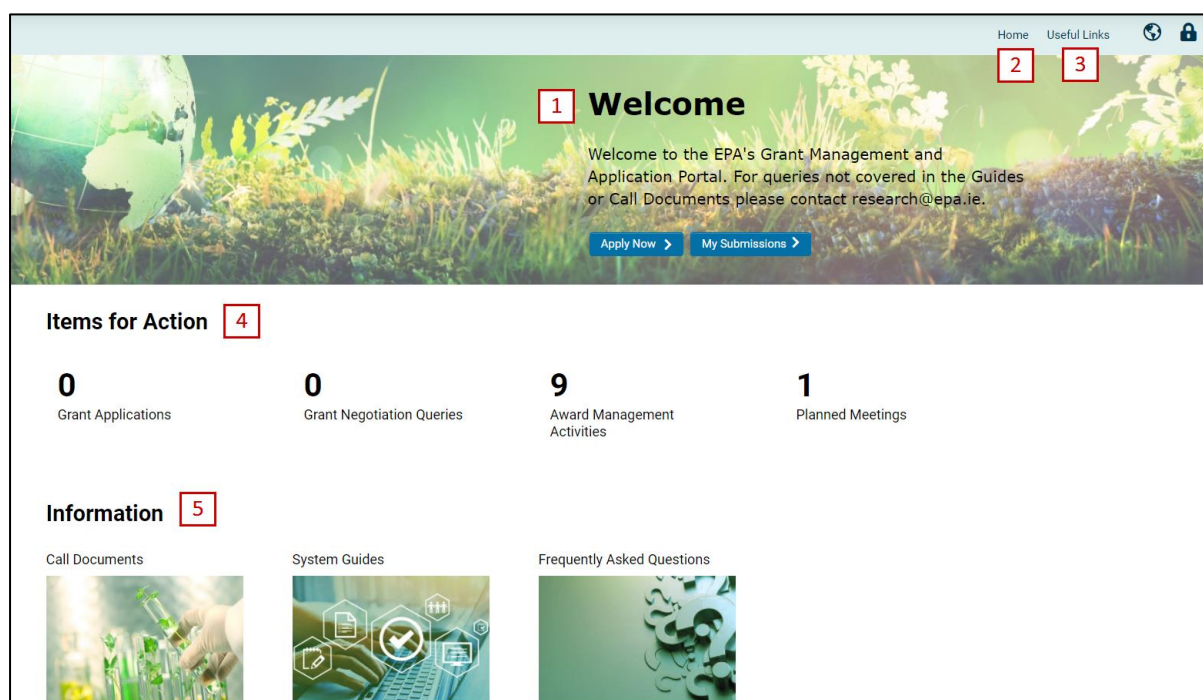 Home Useful Links
2 3
1 Welcome
Welcome to the EPA's Grant Management and
Application Portal. For queries not covered in the Guides
or Call Documents please contact research@epa.ie.
Apply Now My Submissions
Items for Action 4
0 0 9 1
Grant Applications Grant Negotiation Queries Award Management Planned Meetings
Activities
Information 5
Call Documents System Guides Frequently Asked Questions